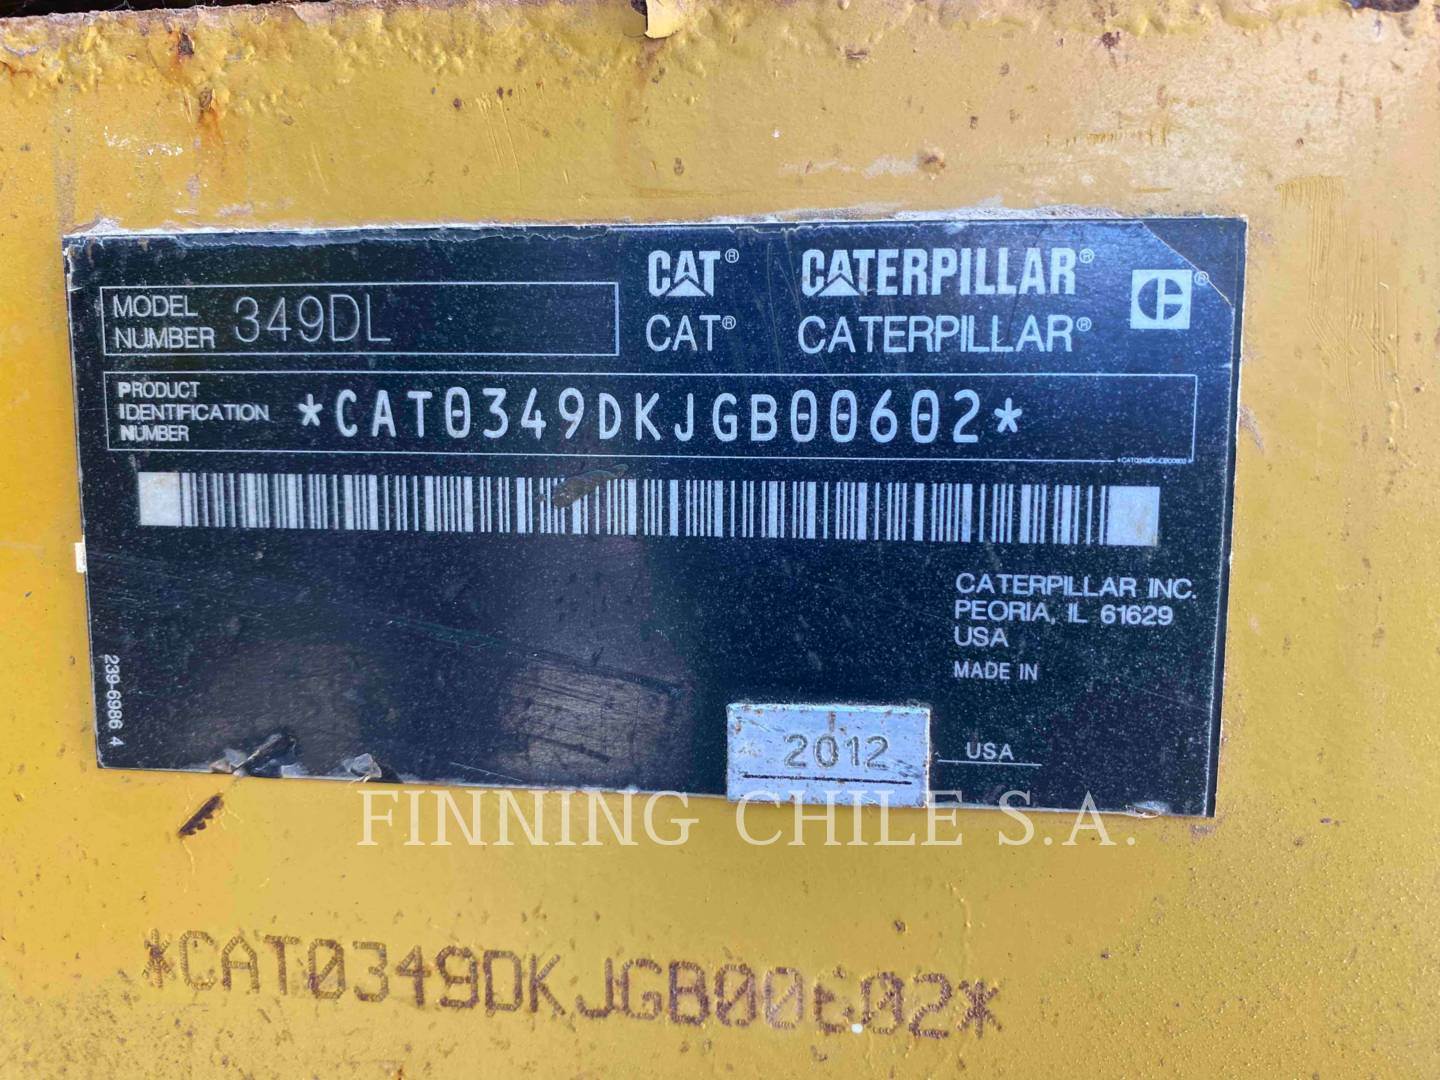 CAT® CATERPILLAR®
CAT® CATERPILLAR®
MODEL NUMBER 349DL
PRODUCT IDENTIFICATION NUMBER *CAT0349DKJGB00602*
*CAT0349DKJGB00602*
CATERPILLAR INC.
PEORIA, IL 61629
USA
MADE IN
USA
2012
239-6986 4
FINNING CHILE S.A.
*CAT0349DKJGB00602*